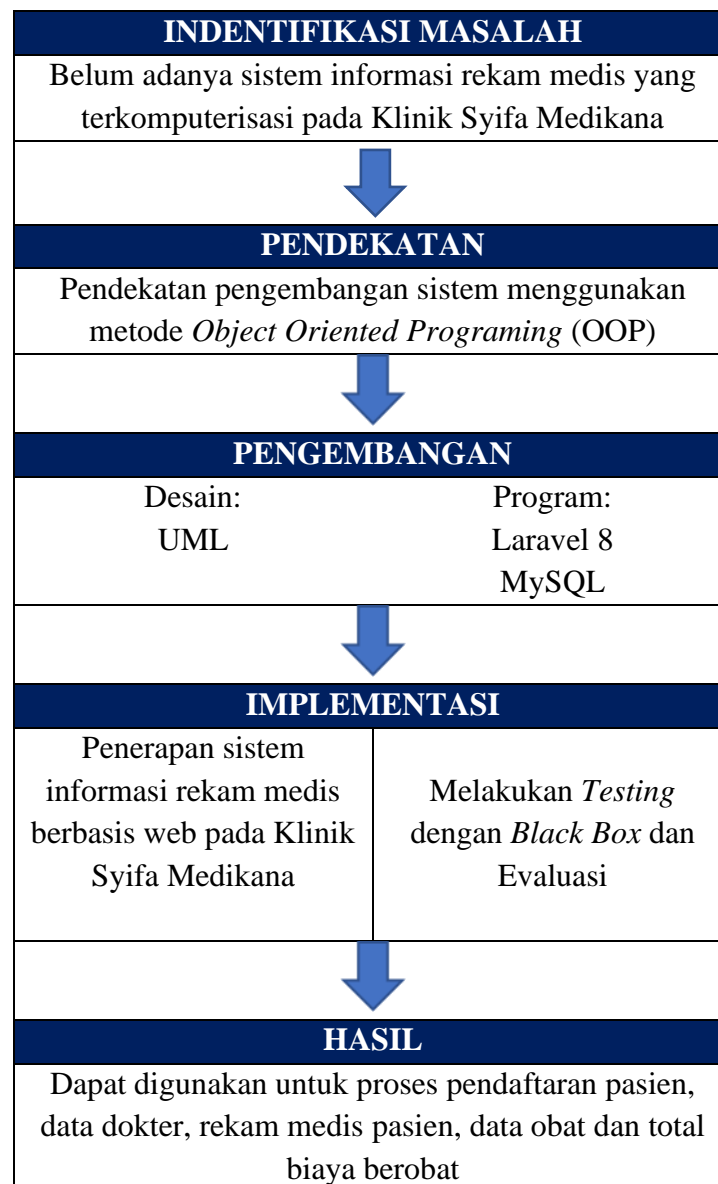 INDENTIFIKASI MASALAH
Belum adanya sistem informasi rekam medis yang
terkomputerisasi pada Klinik Syifa Medikana
PENDEKATAN
Pendekatan pengembangan sistem menggunakan
metode Object Oriented Programing (OOP)
PENGEMBANGAN
Desain:
UML
Program:
Laravel 8
MySQL
IMPLEMENTASI
Penerapan sistem
informasi rekam medis
berbasis web pada Klinik
Syifa Medikana
Melakukan Testing
dengan Black Box dan
Evaluasi
HASIL
Dapat digunakan untuk proses pendaftaran pasien,
data dokter, rekam medis pasien, data obat dan total
biaya berobat